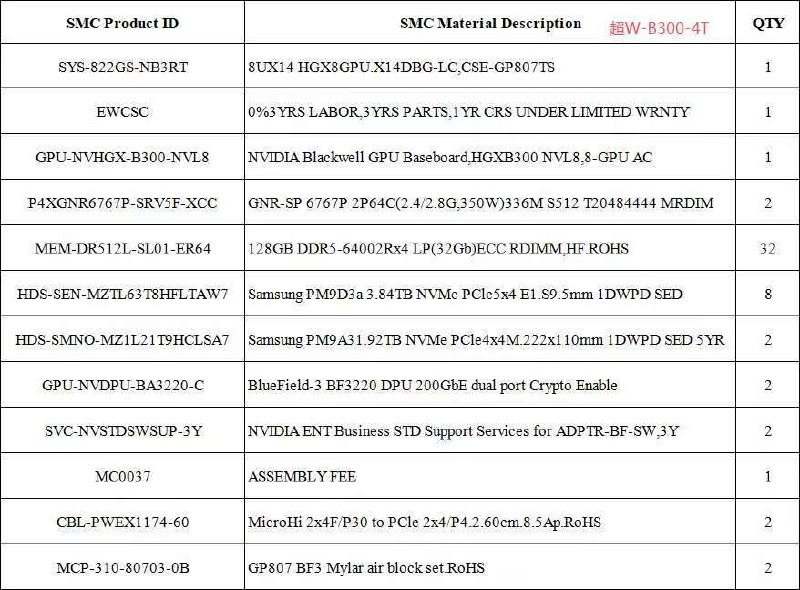 SMC Product ID SMC Material Description 超W-B300-4T QTY
SYS-822GS-NB3RT 8UX14 HGX8GPU.X14DBG-LC,CSE-GP807TS 1
EWCSC 0%3YRS LABOR,3YRS PARTS,1YR CRS UNDER LIMITED WRNTY 1
GPU-NVHGX-B300-NVL8 NVIDIA Blackwell GPU Baseboard,HGXB300 NVL8,8-GPU AC 1
P4XGNR6767P-SRV5F-XCC GNR-SP 6767P 2P64C(2.4/2.8G,350W)336M S512 T20484444 MRDIM 2
MEM-DR512L-SL01-ER64 128GB DDR5-64002Rx4 LP(32Gb)ECC RDIMM,HF.ROHS 32
HDS-SEN-MZTL63T8HFLTAW7 Samsung PM9D3a 3.84TB NVMe PCle5x4 E1.S9.5mm 1DWPD SED 8
HDS-SMNO-MZ1L21T9HCLSA7 Samsung PM9A31.92TB NVMe PCle4x4M.222x110mm 1DWPD SED 5YR 2
GPU-NVDPU-BA3220-C BlueField-3 BF3220 DPU 200GbE dual port Crypto Enable 2
SVC-NVSTDSWSUP-3Y NVIDIA ENT Business STD Support Services for ADPTR-BF-SW,3Y 2
MC0037 ASSEMBLY FEE 1
CBL-PWEX1174-60 MicroHi 2x4F/P30 to PCle 2x4/P4.2.60cm.8.5Ap.RoHS 2
MCP-310-80703-0B GP807 BF3 Mylar air block set.RoHS 2